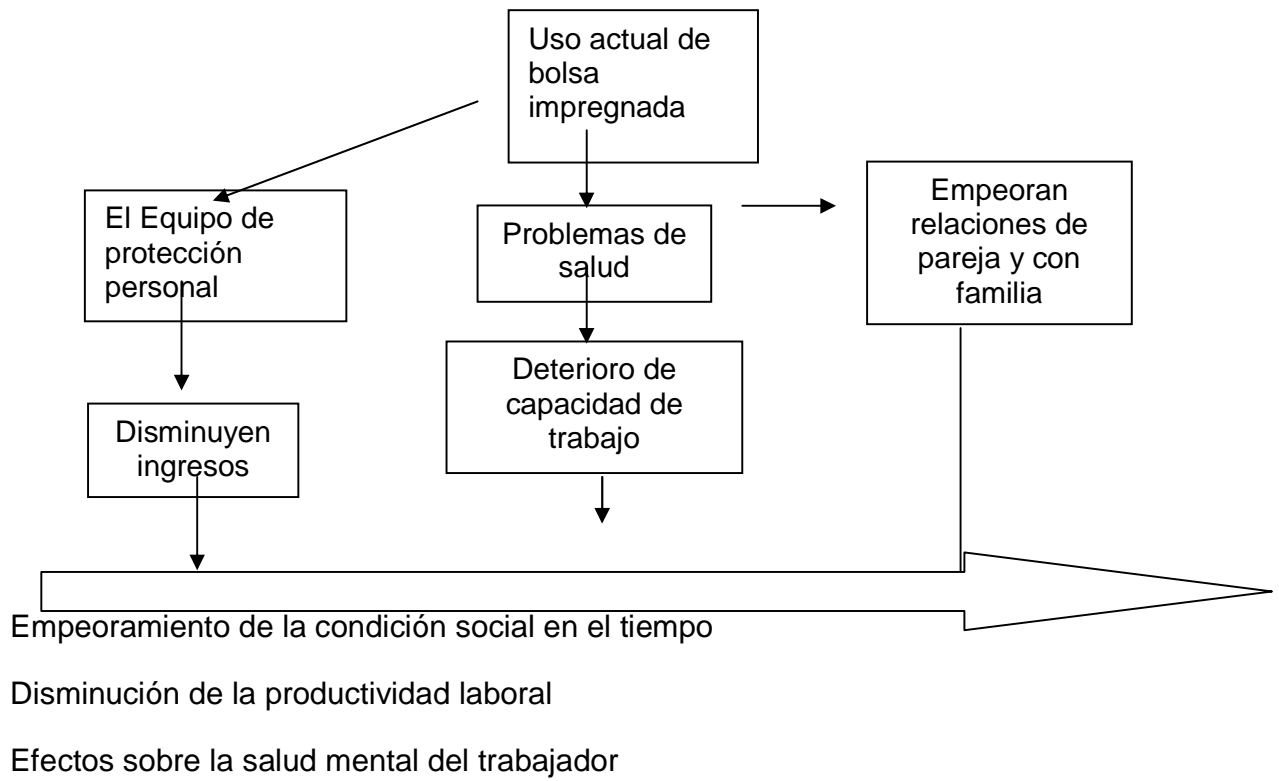 Uso actual de
bolsa
impregnada
El Equipo de
protección
personal
Problemas de
salud
Empeoran
relaciones de
pareja y con
familia
Disminuyen
ingresos
Deterioro de
capacidad de
trabajo
Empeoramiento de la condición social en el tiempo
Disminución de la productividad laboral
Efectos sobre la salud mental del trabajador